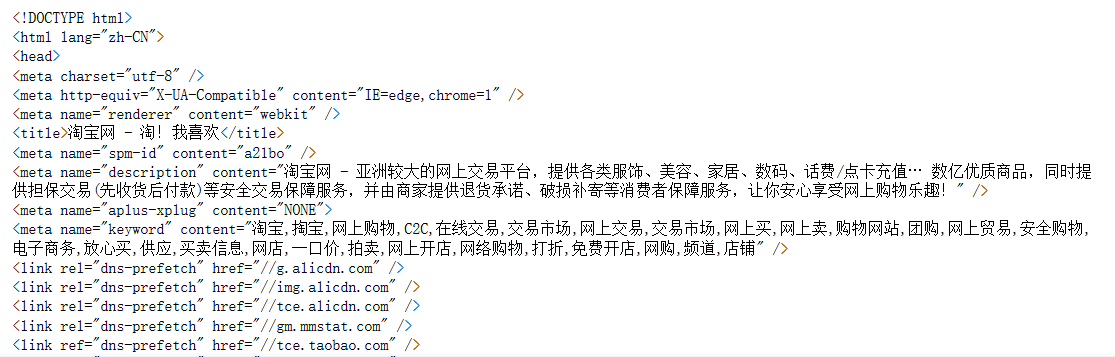 <!DOCTYPE html>
<html lang="zh-CN">
<head>
<meta charset="utf-8" />
<meta http-equiv="X-UA-Compatible" content="IE=edge,chrome=1" />
<meta name="renderer" content="webkit" />
<title>淘宝网 - 淘！我喜欢</title>
<meta name="spm-id" content="a21bo" />
<meta name="description" content="淘宝网 - 亚洲较大的网上交易平台，提供各类服饰、美容、家居、数码、话费/点卡充值… 数亿优质商品，同时提
供担保交易(先收货后付款)等安全交易保障服务，并由商家提供退货承诺、破损补寄等消费者保障服务，让你安心享受网上购物乐趣！" />
<meta name="aplus-xplug" content="NONE">
<meta name="keyword" content="淘宝,掏宝,网上购物,C2C,在线交易,交易市场,网上交易,交易市场,网上买,网上卖,购物网站,团购,网上贸易,安全购物,
电子商务,放心买,供应,买卖信息,网店,一口价,拍卖,网上开店,网络购物,打折,免费开店,网购,频道,店铺" />
<link rel="dns-prefetch" href="//g.alicdn.com" />
<link rel="dns-prefetch" href="//img.alicdn.com" />
<link rel="dns-prefetch" href="//tce.alicdn.com" />
<link rel="dns-prefetch" href="//gm.mmstat.com" />
<link ref="dns-prefetch" href="//tce.taobao.com" />